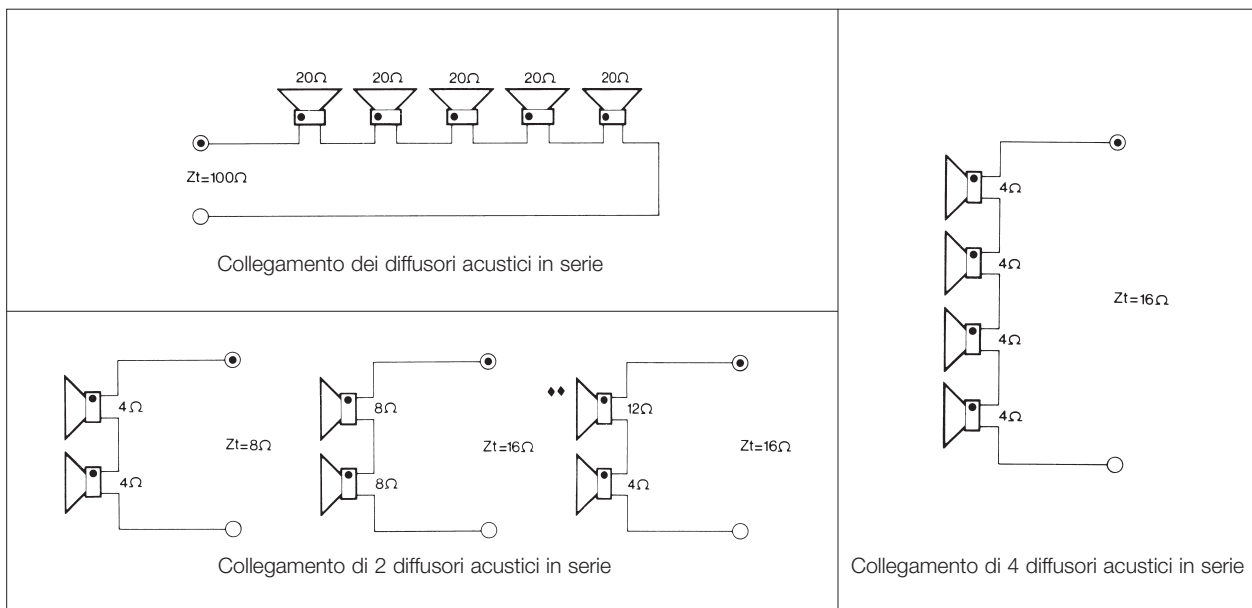 20Ω 20Ω 20Ω 20Ω 20Ω
Zt=100Ω
Collegamento dei diffusori acustici in serie
4Ω
Zt=8Ω
4Ω
8Ω
Zt=16Ω
8Ω
♦♦
12Ω
Zt=16Ω
4Ω
Collegamento di 2 diffusori acustici in serie
4Ω
4Ω
Zt=16Ω
4Ω
4Ω
Collegamento di 4 diffusori acustici in serie